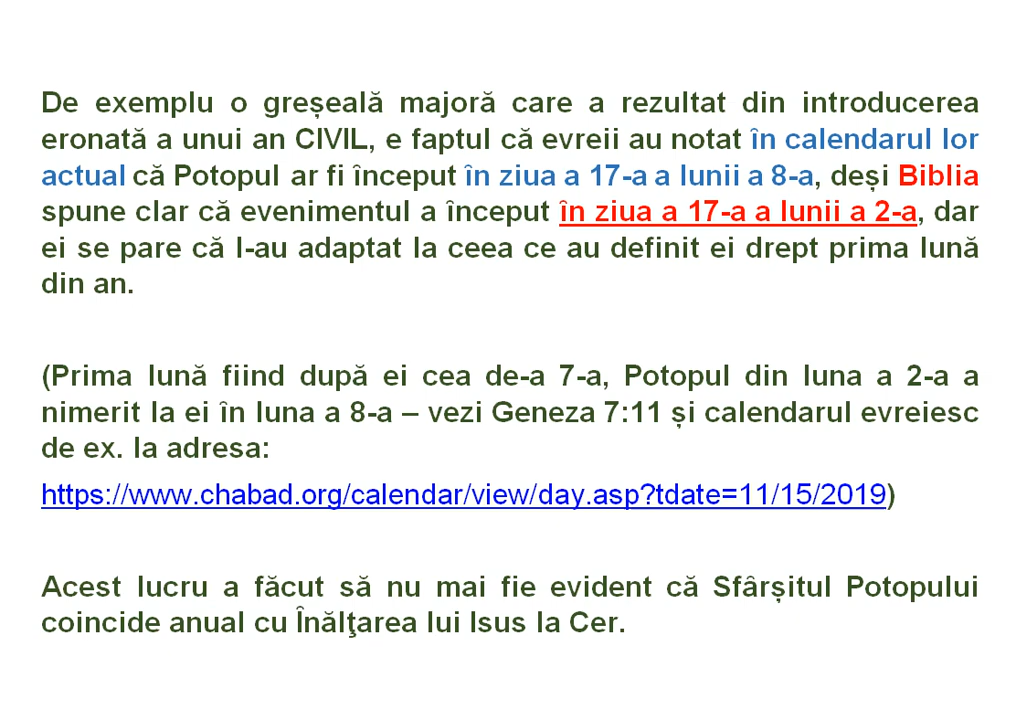 De exemplu o greșeală majoră care a rezultat din introducerea
eronată a unui an CIVIL, e faptul că evreii au notat în calendarul lor
actual că Potopul ar fi început în ziua a 17-a a lunii a 8-a, deși Biblia
spune clar că evenimentul a început în ziua a 17-a a lunii a 2-a, dar
ei se pare că l-au adaptat la ceea ce au definit ei drept prima lună
din an.
(Prima lună fiind după ei cea de-a 7-a, Potopul din luna a 2-a a
nimerit la ei în luna a 8-a – vezi Geneza 7:11 și calendarul evreiesc
de ex. la adresa:
https://www.chabad.org/calendar/view/day.asp?tdate=11/15/2019)
Acest lucru a făcut să nu mai fie evident că Sfârșitul Potopului
coincide anual cu Înălţarea lui Isus la Cer.